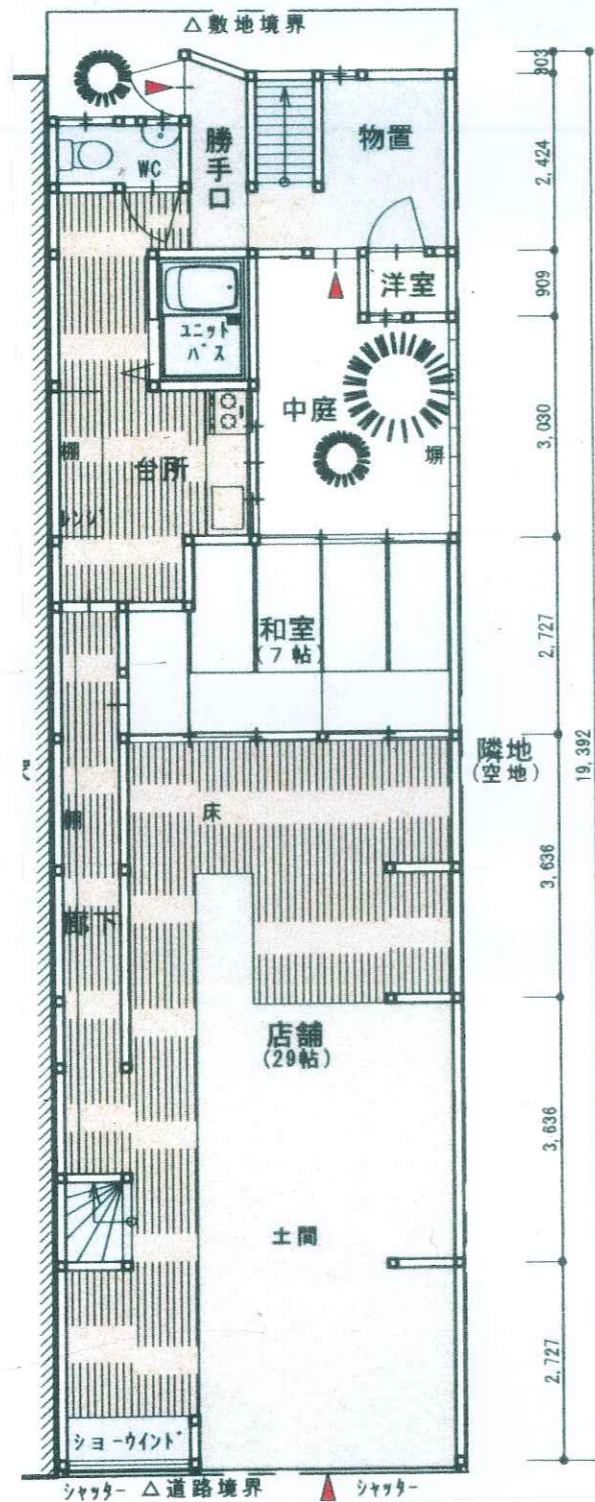 △敷地境界
303
勝手口
物置
WC
2,424
洋室
909
ユニット
バス
中庭
3,030
塀
棚
台所
レンジ
和室
(7帖)
2,727
隣地
19,392
床
棚
3,636
廊下
店舗
(29帖)
3,636
土間
2,727
ショーウインド
シャッター △道路境界 シャッター